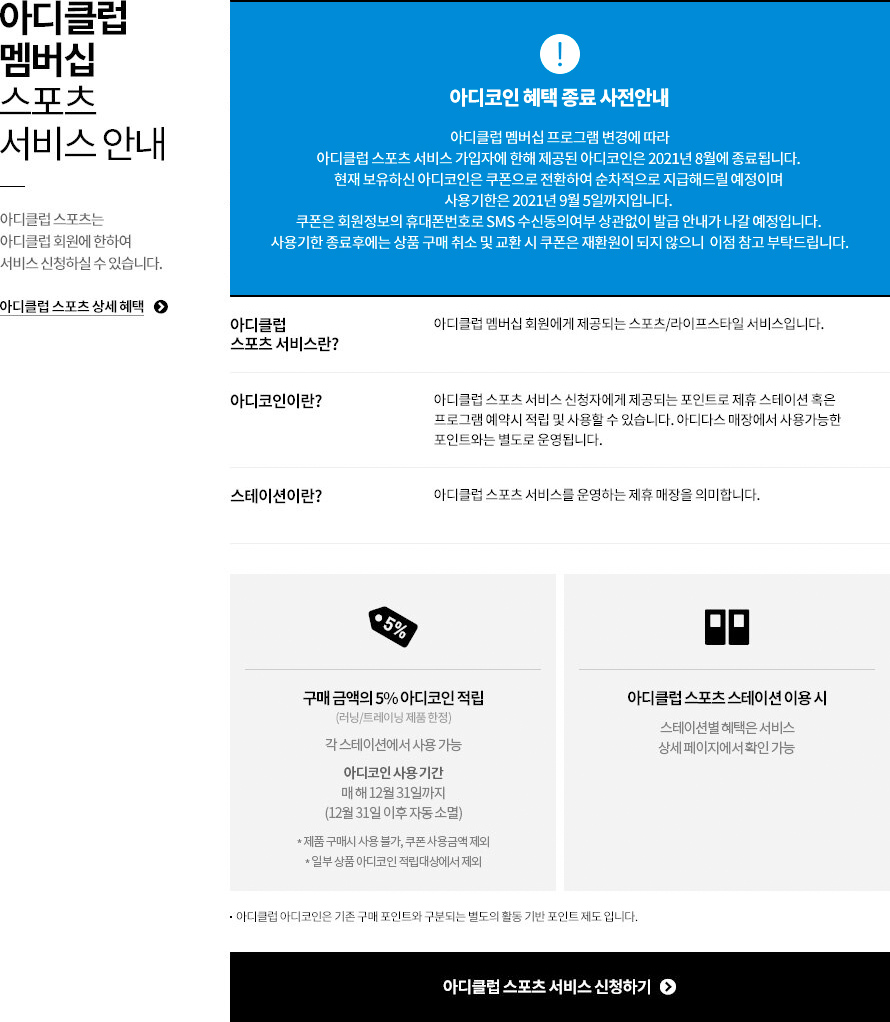 아디클럽
멤버십
스포츠
서비스 안내
아디클럽 스포츠는
아디클럽 회원에 한하여
서비스 신청하실 수 있습니다.
아디클럽 스포츠 상세 혜택
!
아디코인 혜택 종료 사전안내
아디클럽 멤버십 프로그램 변경에 따라
아디클럽 스포츠 서비스 가입자에 한해 제공된 아디코인은 2021년 8월에 종료됩니다.
현재 보유하신 아디코인은 쿠폰으로 전환하여 순차적으로 지급해드릴 예정이며
사용기한은 2021년 9월 5일까지입니다.
쿠폰은 회원정보의 휴대폰번호로 SMS 수신동의여부 상관없이 발급 안내가 나갈 예정입니다.
사용기한 종료후에는 상품 구매 취소 및 교환 시 쿠폰은 재환원이 되지 않으니 이점 참고 부탁드립니다.
아디클럽
스포츠 서비스란?
아디클럽 멤버십 회원에게 제공되는 스포츠/라이프스타일 서비스입니다.
아디코인이란?
아디클럽 스포츠 서비스 신청자에게 제공되는 포인트로 제휴 스테이션 혹은
프로그램 예약시 적립 및 사용할 수 있습니다. 아디다스 매장에서 사용가능한
포인트와는 별도로 운영됩니다.
스테이션이란?
아디클럽 스포츠 서비스를 운영하는 제휴 매장을 의미합니다.
5%
구매 금액의 5% 아디코인 적립
(러닝/트레이닝 제품 한정)
각 스테이션에서 사용 가능
아디코인 사용 기간
매 해 12월 31일까지
(12월 31일 이후 자동 소멸)
* 제품 구매시 사용 불가, 쿠폰 사용금액 제외
* 일부 상품 아디코인 적립대상에서 제외
아디클럽 스포츠 스테이션 이용 시
스테이션별 혜택은 서비스
상세 페이지에서 확인 가능
· 아디클럽 아디코인은 기존 구매 포인트와 구분되는 별도의 활동 기반 포인트 제도 입니다.
아디클럽 스포츠 서비스 신청하기